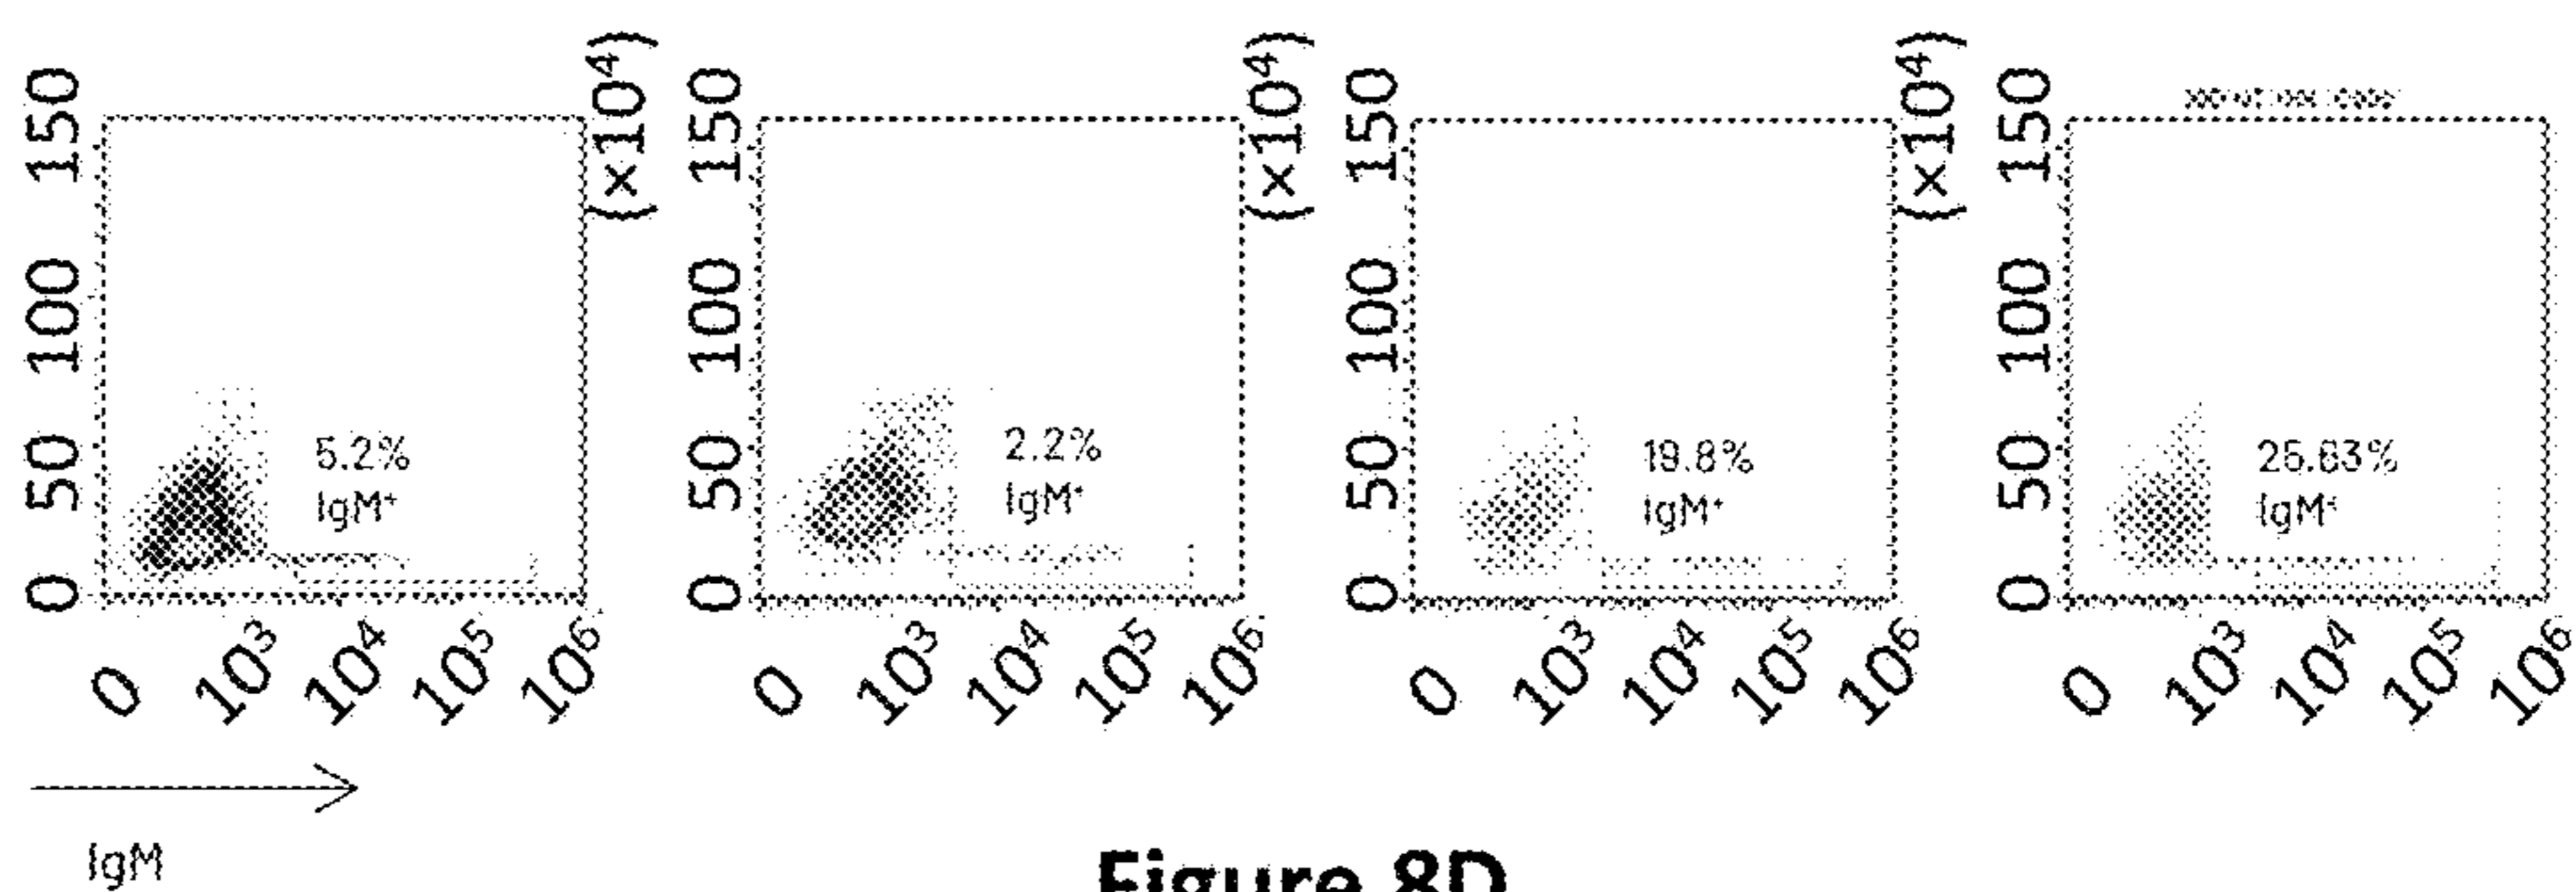 (×10⁴) (×10⁴) (×10⁴)
150 150 150 150
100 100 100 100
50 50 50 50
0 0 0 0
5.2% 2.2% 19.8%
IgM⁺ IgM⁺ IgM⁺ IgM⁺
0 10³ 10⁴ 10⁵ 10⁶ 0 10³ 10⁴ 10⁵ 10⁶ 0 10³ 10⁴ 10⁵ 10⁶ 0 10³ 10⁴ 10⁵ 10⁶
IgM
Figure 8D